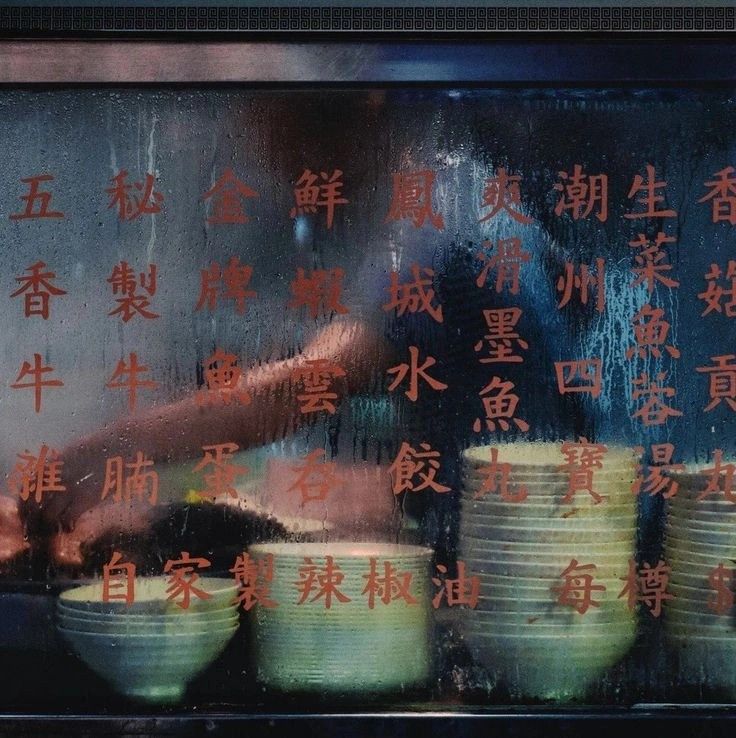 香菇貢丸
生菜魚蓉湯
潮州四寶
爽滑墨魚丸
鳳城水餃
鮮蝦雲吞
金牌魚蛋
秘製牛腩
五香牛雜
自家製辣椒油 每樽 $